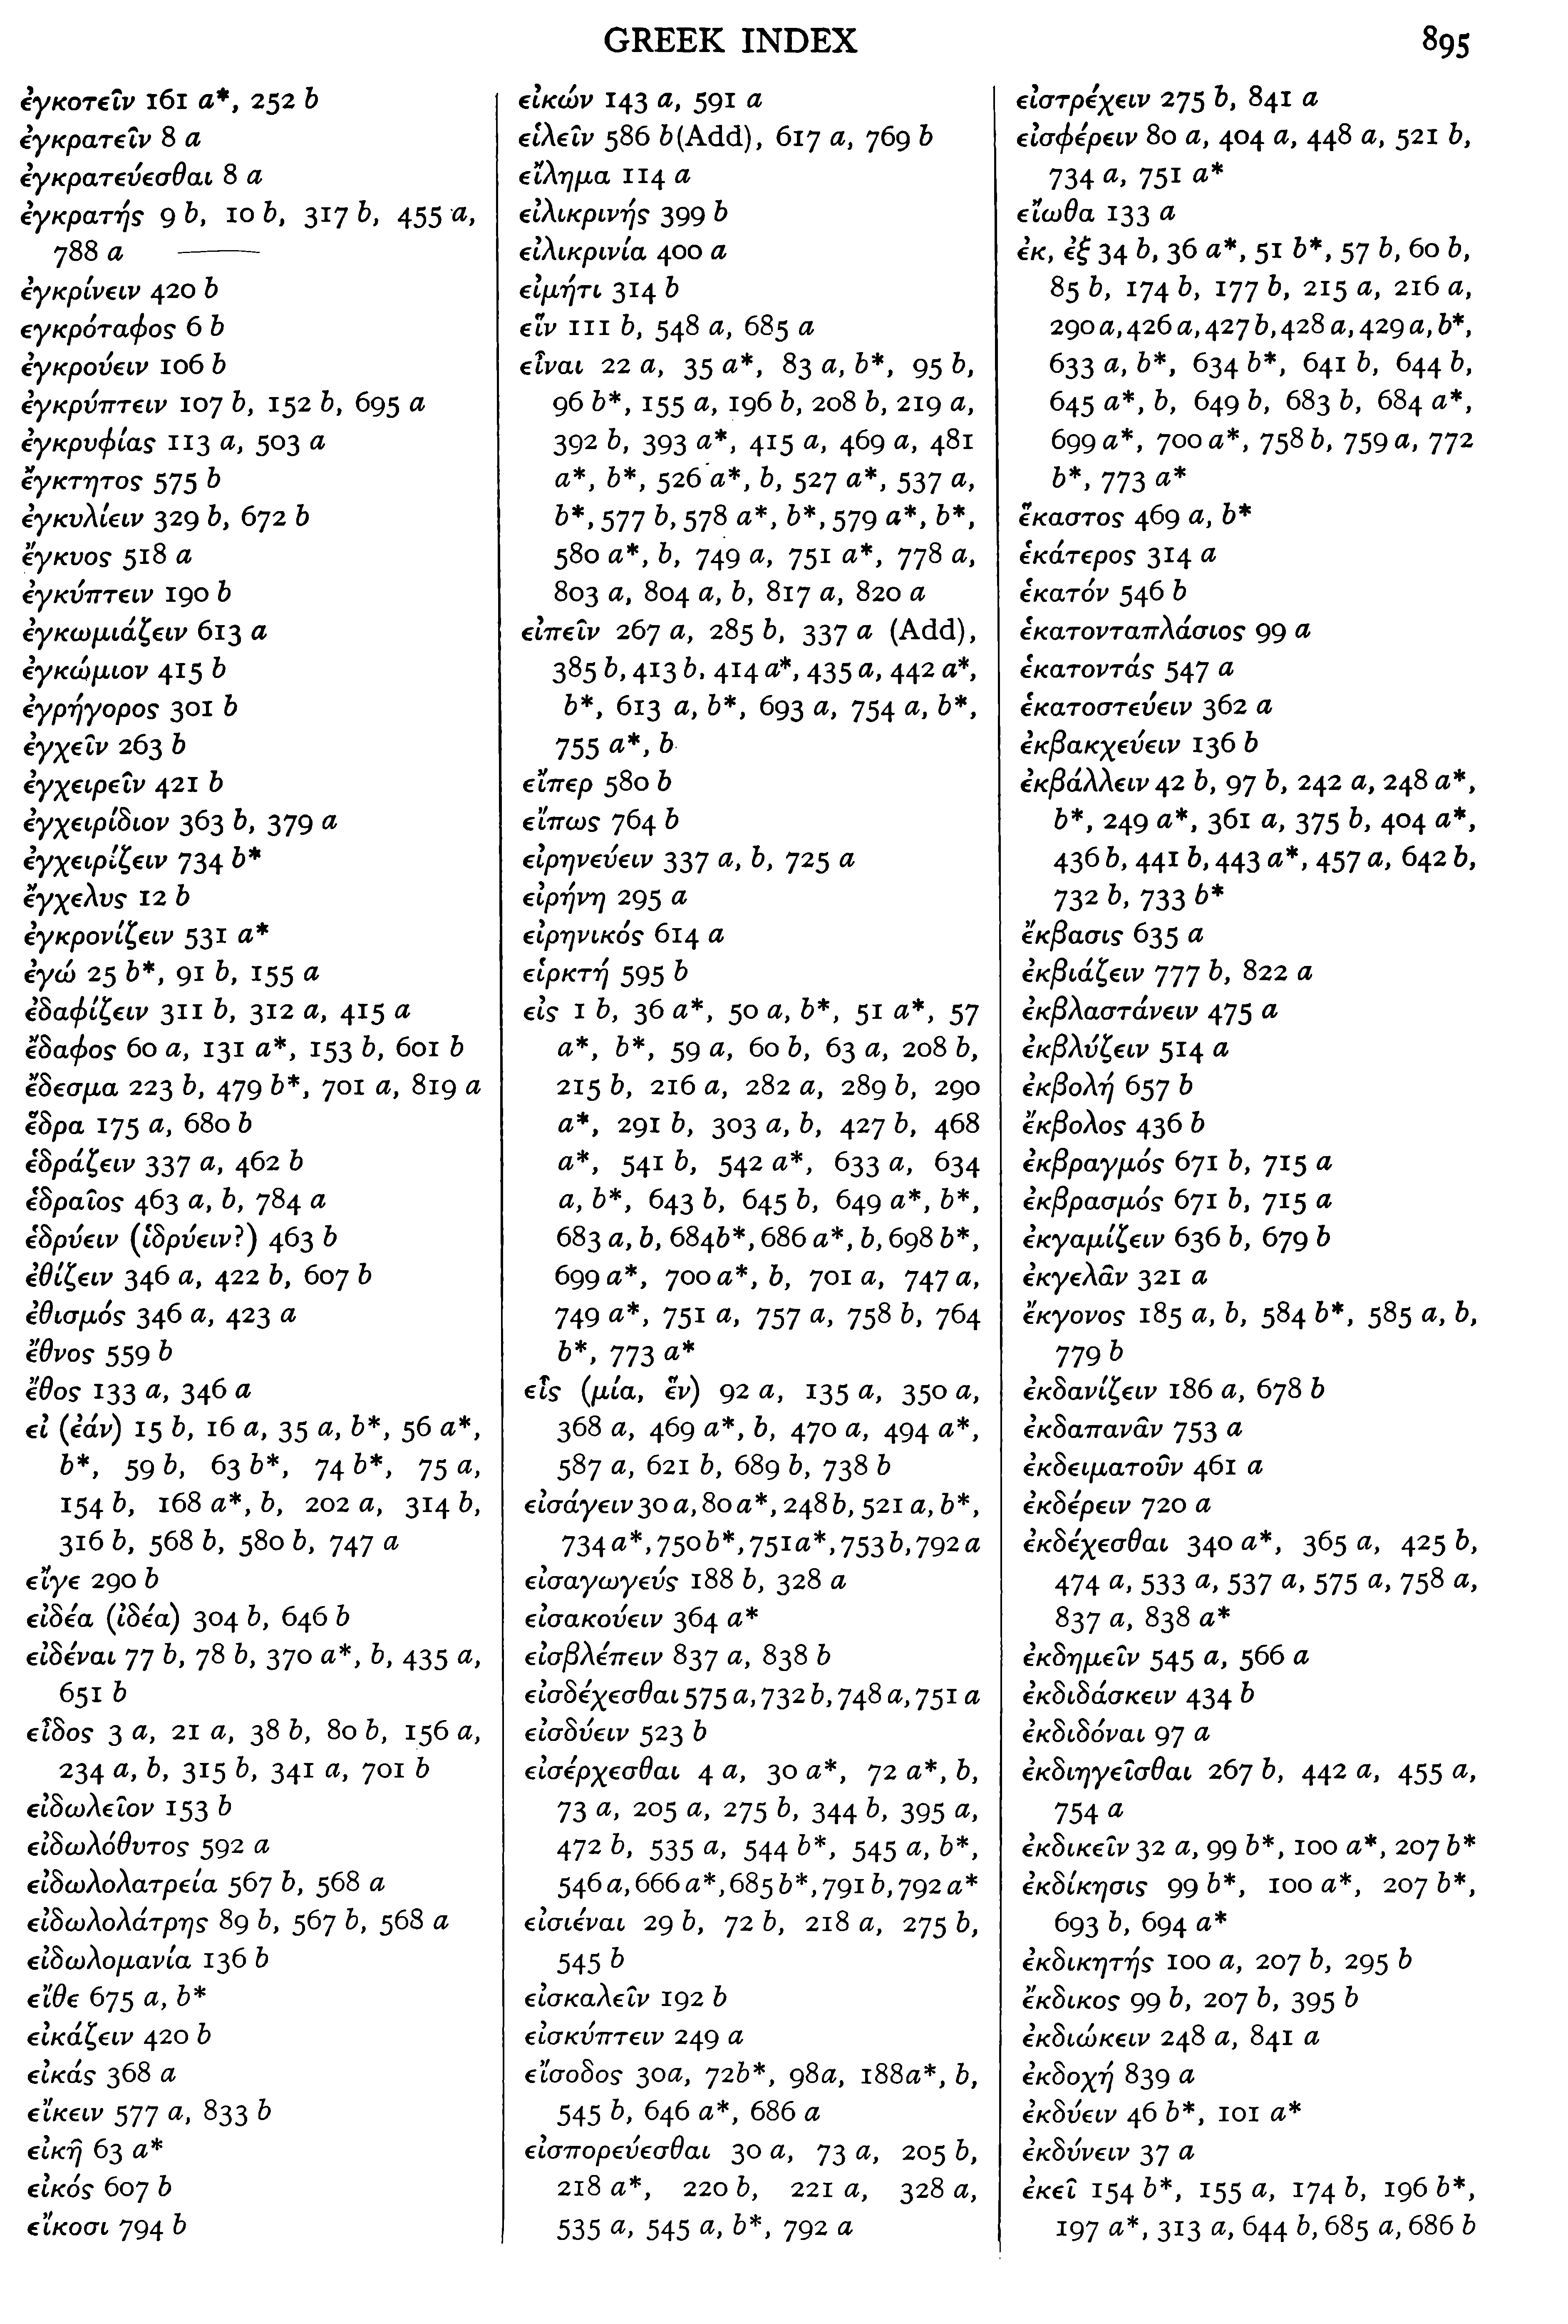 GREEK INDEX 895
ἐγκοτεῖν 161 a*, 252 b
ἐγκρατεῖν 8 a
ἐγκρατεύεσθαι 8 a
ἐγκρατής 9 b, 10 b, 317 b, 455 a,
788 a
ἐγκρίνειν 420 b
εγκρόταφος 6 b
ἐγκρούειν 106 b
ἐγκρύπτειν 107 b, 152 b, 695 a
ἐγκρυφίας 113 a, 503 a
ἔγκτητος 575 b
ἐγκυλίειν 329 b, 672 b
ἔγκυος 518 a
ἐγκύπτειν 190 b
ἐγκωμιάζειν 613 a
ἐγκώμιον 415 b
ἐγρήγορος 301 b
ἐγχεῖν 263 b
ἐγχειρεῖν 421 b
ἐγχειρίδιον 363 b, 379 a
ἐγχειρίζειν 734 b*
ἔγχελυς 12 b
ἐγκρονίζειν 531 a*
ἐγώ 25 b*, 91 b, 155 a
ἐδαφίζειν 311 b, 312 a, 415 a
ἔδαφος 60 a, 131 a*, 153 b, 601 b
ἔδεσμα 223 b, 479 b*, 701 a, 819 a
ἕδρα 175 a, 680 b
ἑδράζειν 337 a, 462 b
ἑδραῖος 463 a, b, 784 a
ἑδρύειν (ἱδρύειν?) 463 b
ἐθίζειν 346 a, 422 b, 607 b
ἐθισμός 346 a, 423 a
ἔθνος 559 b
ἔθος 133 a, 346 a
εἰ (ἐάν) 15 b, 16 a, 35 a, b*, 56 a*,
b*, 59 b, 63 b*, 74 b*, 75 a,
154 b, 168 a*, b, 202 a, 314 b,
316 b, 568 b, 580 b, 747 a
εἴγε 290 b
εἰδέα (ἰδέα) 304 b, 646 b
εἰδέναι 77 b, 78 b, 370 a*, b, 435 a,
651 b
εἶδος 3 a, 21 a, 38 b, 80 b, 156 a,
234 a, b, 315 b, 341 a, 701 b
εἰδωλεῖον 153 b
εἰδωλόθυτος 592 a
εἰδωλολατρεία 567 b, 568 a
εἰδωλολάτρης 89 b, 567 b, 568 a
εἰδωλομανία 136 b
εἴθε 675 a, b*
εἰκάζειν 420 b
εἰκάς 368 a
εἴκειν 577 a, 833 b
εἰκῆ 63 a*
εἰκός 607 b
εἴκοσι 794 b
εἰκών 143 a, 591 a
εἱλεῖν 586 b(Add), 617 a, 769 b
εἴλημα 114 a
εἰλικρινής 399 b
εἰλικρινία 400 a
εἰμήτι 314 b
εἵν 111 b, 548 a, 685 a
εἶναι 22 a, 35 a*, 83 a, b*, 95 b,
96 b*, 155 a, 196 b, 208 b, 219 a,
392 b, 393 a*, 415 a, 469 a, 481
a*, b*, 526 a*, b, 527 a*, 537 a,
b*, 577 b, 578 a*, b*, 579 a*, b*,
580 a*, b, 749 a, 751 a*, 778 a,
803 a, 804 a, b, 817 a, 820 a
εἰπεῖν 267 a, 285 b, 337 a (Add),
385 b, 413 b, 414 a*, 435 a, 442 a*,
b*, 613 a, b*, 693 a, 754 a, b*,
755 a*, b
εἴπερ 580 b
εἴπως 764 b
εἰρηνεύειν 337 a, b, 725 a
εἰρήνη 295 a
εἰρηνικός 614 a
εἱρκτή 595 b
εἰς 1 b, 36 a*, 50 a, b*, 51 a*, 57
a*, b*, 59 a, 60 b, 63 a, 208 b,
215 b, 216 a, 282 a, 289 b, 290
a*, 291 b, 303 a, b, 427 b, 468
a*, 541 b, 542 a*, 633 a, 634
a, b*, 643 b, 645 b, 649 a*, b*,
683 a, b, 684b*, 686 a*, b, 698 b*,
699 a*, 700 a*, b, 701 a, 747 a,
749 a*, 751 a, 757 a, 758 b, 764
b*, 773 a*
εἷς (μία, ἕν) 92 a, 135 a, 350 a,
368 a, 469 a*, b, 470 a, 494 a*,
587 a, 621 b, 689 b, 738 b
εἰσάγειν 30 a, 80 a*, 248 b, 521 a, b*,
734 a*, 750 b*, 751a*, 753 b, 792 a
εἰσαγωγεύς 188 b, 328 a
εἰσακούειν 364 a*
εἰσβλέπειν 837 a, 838 b
εἰσδέχεσθαι 575 a, 732 b, 748 a, 751 a
εἰσδύειν 523 b
εἰσέρχεσθαι 4 a, 30 a*, 72 a*, b,
73 a, 205 a, 275 b, 344 b, 395 a,
472 b, 535 a, 544 b*, 545 a, b*,
546 a, 666 a*, 685 b*, 791 b, 792 a*
εἰσιέναι 29 b, 72 b, 218 a, 275 b,
545 b
εἰσκαλεῖν 192 b
εἰσκύπτειν 249 a
εἴσοδος 30a, 72b*, 98a, 188a*, b,
545 b, 646 a*, 686 a
εἰσπορεύεσθαι 30 a, 73 a, 205 b,
218 a*, 220 b, 221 a, 328 a,
535 a, 545 a, b*, 792 a
εἰστρέχειν 275 b, 841 a
εἰσφέρειν 80 a, 404 a, 448 a, 521 b,
734 a, 751 a*
εἴωθα 133 a
ἐκ, ἐξ 34 b, 36 a*, 51 b*, 57 b, 60 b,
85 b, 174 b, 177 b, 215 a, 216 a,
290 a, 426 a, 427 b, 428 a, 429 a, b*,
633 a, b*, 634 b*, 641 b, 644 b,
645 a*, b, 649 b, 683 b, 684 a*,
699 a*, 700 a*, 758 b, 759 a, 772
b*, 773 a*
ἕκαστος 469 a, b*
ἑκάτερος 314 a
ἑκατόν 546 b
ἑκατονταπλάσιος 99 a
ἑκατοντάς 547 a
ἑκατοστεύειν 362 a
ἐκβακχεύειν 136 b
ἐκβάλλειν 42 b, 97 b, 242 a, 248 a*,
b*, 249 a*, 361 a, 375 b, 404 a*,
436 b, 441 b, 443 a*, 457 a, 642 b,
732 b, 733 b*
ἔκβασις 635 a
ἐκβιάζειν 777 b, 822 a
ἐκβλαστάνειν 475 a
ἐκβλύζειν 514 a
ἐκβολή 657 b
ἔκβολος 436 b
ἐκβραγμός 671 b, 715 a
ἐκβρασμός 671 b, 715 a
ἐκγαμίζειν 636 b, 679 b
ἐκγελᾶν 321 a
ἔκγονος 185 a, b, 584 b*, 585 a, b,
779 b
ἐκδανίζειν 186 a, 678 b
ἐκδαπανᾶν 753 a
ἐκδειματοῦν 461 a
ἐκδέρειν 720 a
ἐκδέχεσθαι 340 a*, 365 a, 425 b,
474 a, 533 a, 537 a, 575 a, 758 a,
837 a, 838 a*
ἐκδημεῖν 545 a, 566 a
ἐκδιδάσκειν 434 b
ἐκδιδόναι 97 a
ἐκδιηγεῖσθαι 267 b, 442 a, 455 a,
754 a
ἐκδικεῖν 32 a, 99 b*, 100 a*, 207 b*
ἐκδίκησις 99 b*, 100 a*, 207 b*,
693 b, 694 a*
ἐκδικητής 100 a, 207 b, 295 b
ἔκδικος 99 b, 207 b, 395 b
ἐκδιώκειν 248 a, 841 a
ἐκδοχή 839 a
ἐκδύειν 46 b*, 101 a*
ἐκδύνειν 37 a
ἐκεῖ 154 b*, 155 a, 174 b, 196 b*,
197 a*, 313 a, 644 b, 685 a, 686 b